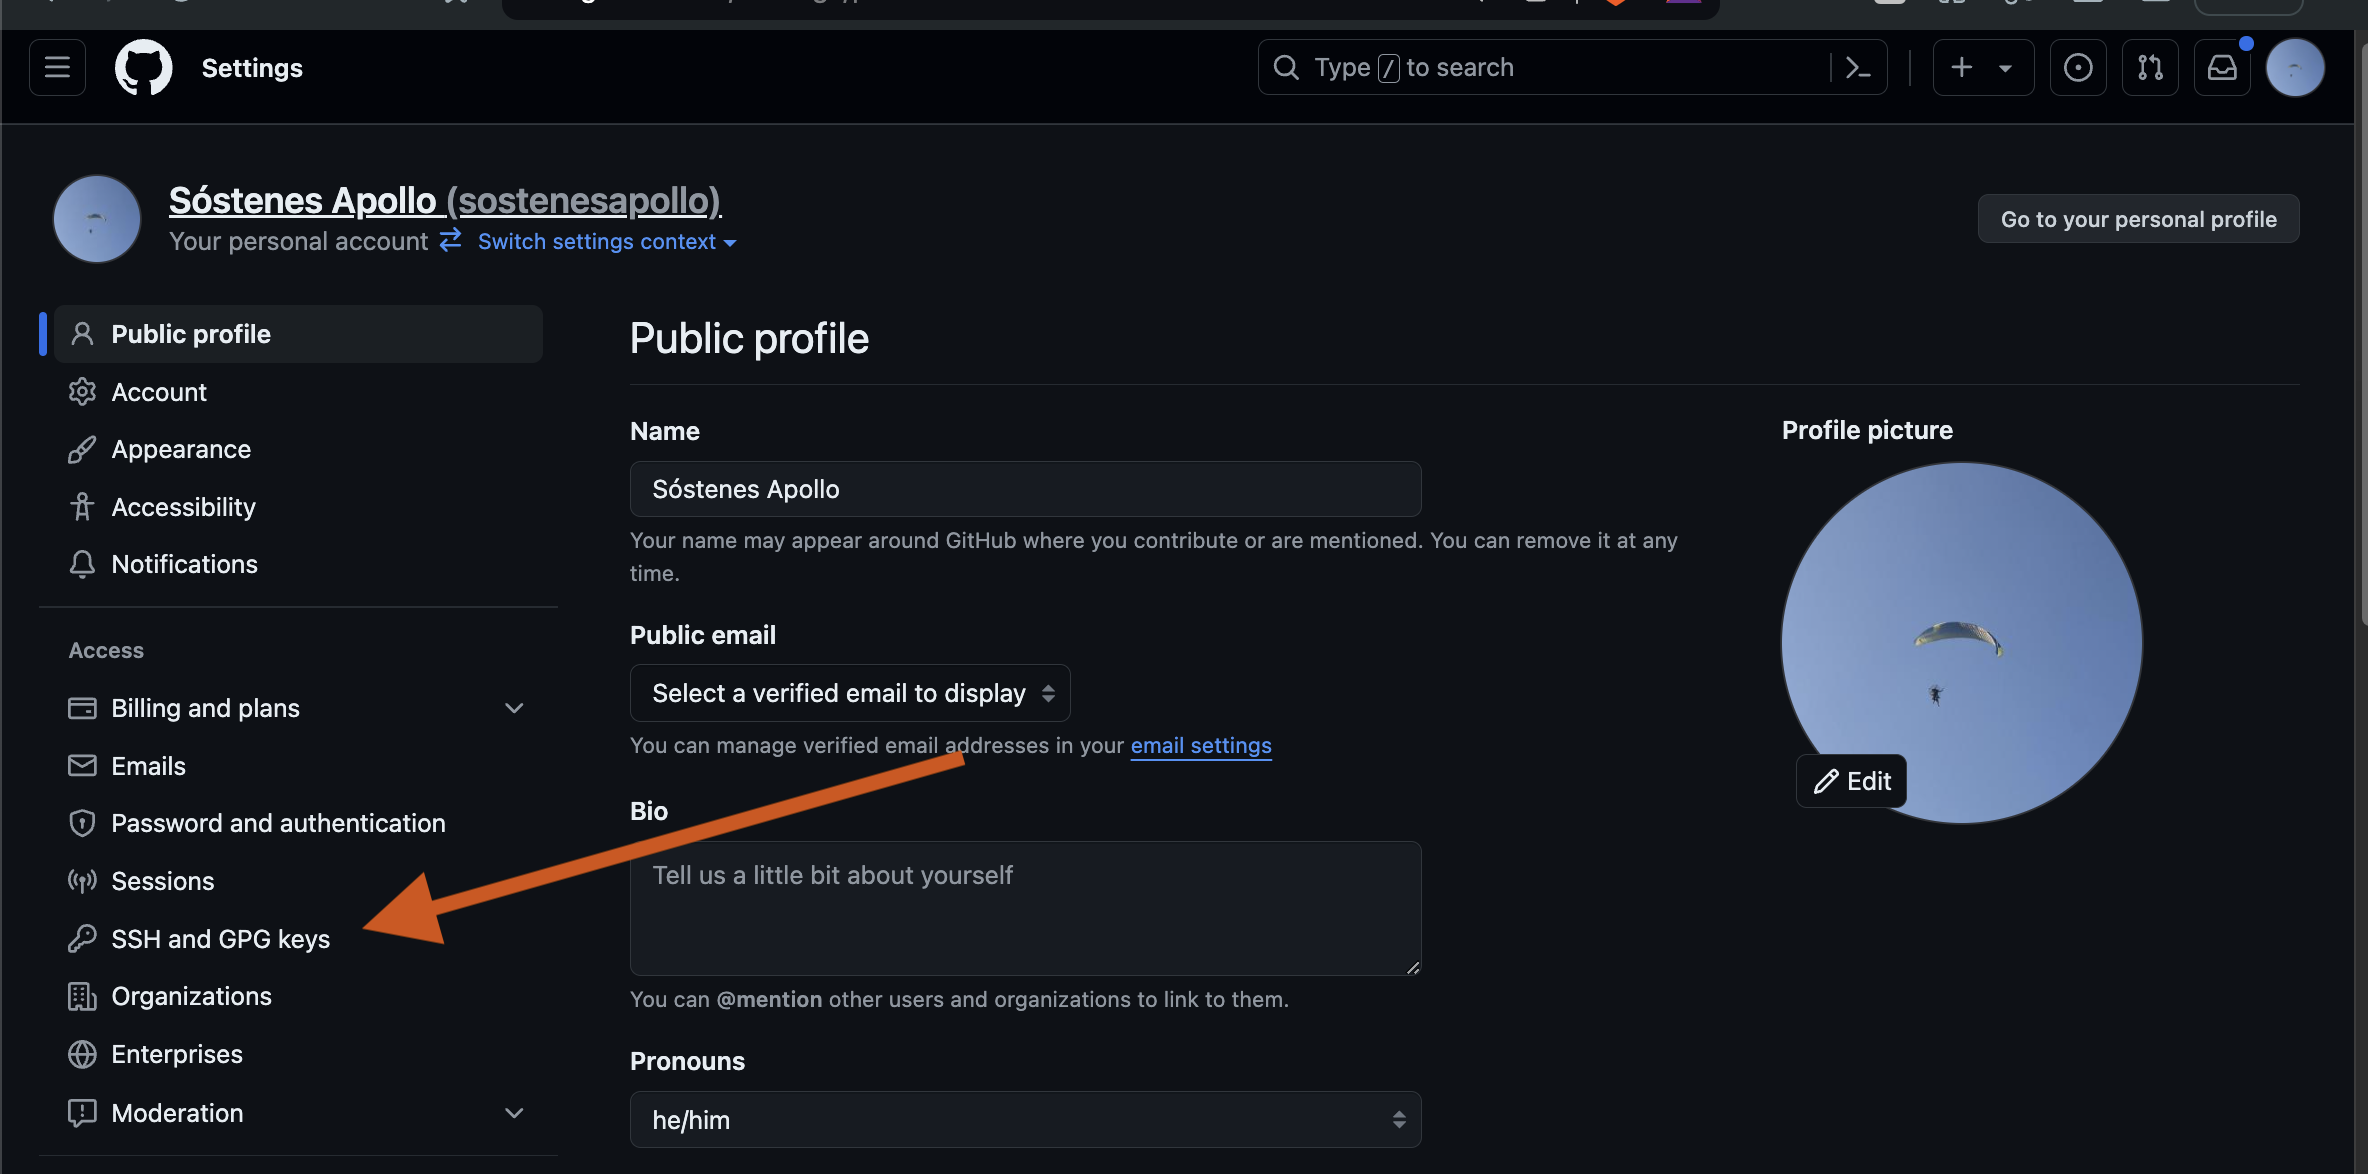 Settings
Type / to search
Sóstenes Apollo (sostenesapollo)
Your personal account Switch settings context
Go to your personal profile
Public profile
Account
Appearance
Accessibility
Notifications
Access
Billing and plans
Emails
Password and authentication
Sessions
SSH and GPG keys
Organizations
Enterprises
Moderation
Public profile
Name
Sóstenes Apollo
Your name may appear around GitHub where you contribute or are mentioned. You can remove it at any
time.
Public email
Select a verified email to display
You can manage verified email addresses in your email settings
Bio
Tell us a little bit about yourself
You can @mention other users and organizations to link to them.
Pronouns
he/him
Profile picture
Edit